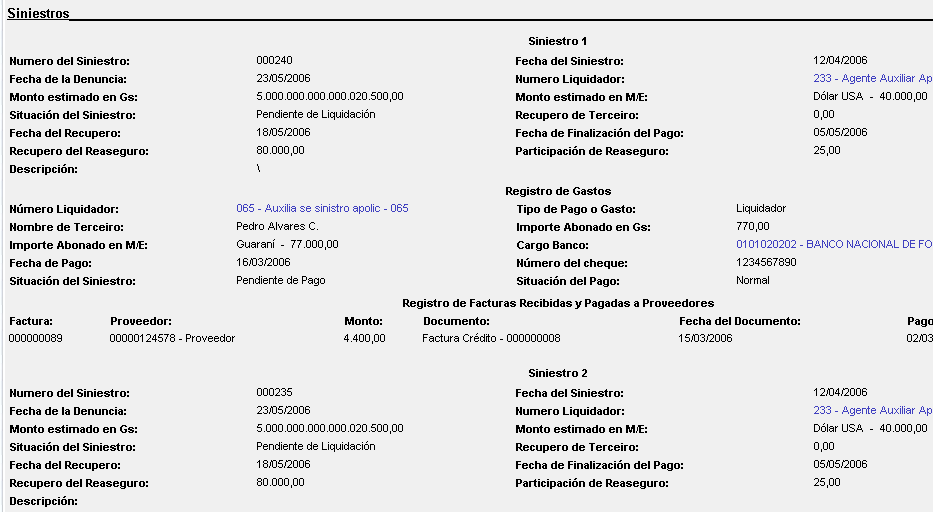 Siniestros
Siniestro 1
Numero del Siniestro: 000240 Fecha del Siniestro: 12/04/2006
Fecha de la Denuncia: 23/05/2006 Numero Liquidador: 233 - Agente Auxiliar Ap
Monto estimado en Gs: 5.000.000.000.000.020.500,00 Monto estimado en M/E: Dólar USA - 40.000,00
Situación del Siniestro: Pendiente de Liquidación Recupero de Terceiro: 0,00
Fecha del Recupero: 18/05/2006 Fecha de Finalización del Pago: 05/05/2006
Recupero del Reaseguro: 80.000,00 Participación de Reaseguro: 25,00
Descripción: \
Registro de Gastos
Número Liquidador: 065 - Auxilia se sinistro apolic - 065 Tipo de Pago o Gasto: Liquidador
Nombre de Terceiro: Pedro Alvares C. Importe Abonado en Gs: 770,00
Importe Abonado en M/E: Guaraní - 77.000,00 Cargo Banco: 0101020202 - BANCO NACIONAL DE FO
Fecha de Pago: 16/03/2006 Número del cheque: 1234567890
Situación del Siniestro: Pendiente de Pago Situación del Pago: Normal
Registro de Facturas Recibidas y Pagadas a Proveedores
Factura: Proveedor: Monto: Documento: Fecha del Documento: Pago
000000089 00000124578 - Proveedor 4.400,00 Factura Crédito - 000000008 15/03/2006 02/03
Siniestro 2
Numero del Siniestro: 000235 Fecha del Siniestro: 12/04/2006
Fecha de la Denuncia: 23/05/2006 Numero Liquidador: 233 - Agente Auxiliar Ap
Monto estimado en Gs: 5.000.000.000.000.020.500,00 Monto estimado en M/E: Dólar USA - 40.000,00
Situación del Siniestro: Pendiente de Liquidación Recupero de Terceiro: 0,00
Fecha del Recupero: 18/05/2006 Fecha de Finalización del Pago: 05/05/2006
Recupero del Reaseguro: 80.000,00 Participación de Reaseguro: 25,00
Descripción: